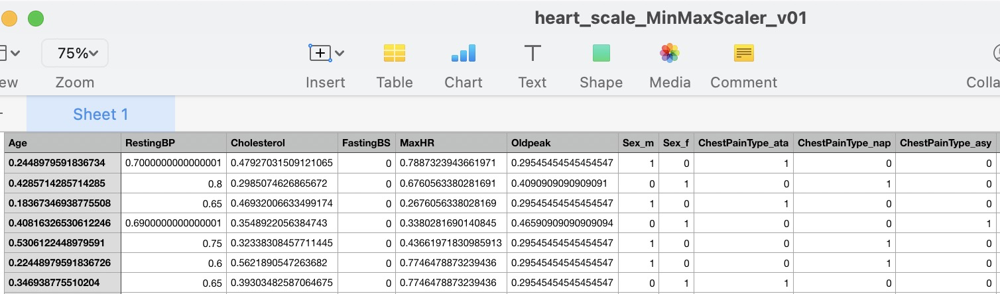 heart_scale_MinMaxScaler_v01
75%
ew Zoom Insert Table Chart Text Shape Media Comment Colla
Sheet 1
Age RestingBP Cholesterol FastingBS MaxHR Oldpeak Sex_m Sex_f ChestPainType_ata ChestPainType_nap ChestPainType_asy
0.2448979591836734 0.7000000000000001 0.47927031509121065 0 0.7887323943661971 0.29545454545454547 1 0 1 0 0
0.4285714285714285 0.8 0.2985074626865672 0 0.6760563380281691 0.4090909090909091 0 1 0 1 0
0.18367346938775508 0.65 0.46932006633499174 0 0.2676056338028169 0.29545454545454547 1 0 1 0 0
0.408163265306122​46 0.6900000000000001 0.3548922056384743 0 0.3380281690140845 0.46590909090909094 0 1 0 0 1
0.5306122448979591 0.75 0.32338308457711445 0 0.43661971830985913 0.29545454545454547 1 0 0 1 0
0.22448979591836726 0.6 0.5621890547263682 0 0.7746478873239436 0.29545454545454547 1 0 0 1 0
0.346938775510204 0.65 0.39303482587064675 0 0.7746478873239436 0.29545454545454547 0 1 1 0 0